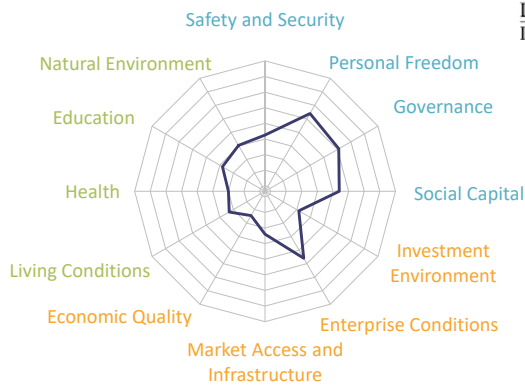 Safety and Security
Natural Environment
Personal Freedom
Education
Governance
Health
Social Capital
Investment
Environment
Living Conditions
Economic Quality
Enterprise Conditions
Market Access and
Infrastructure